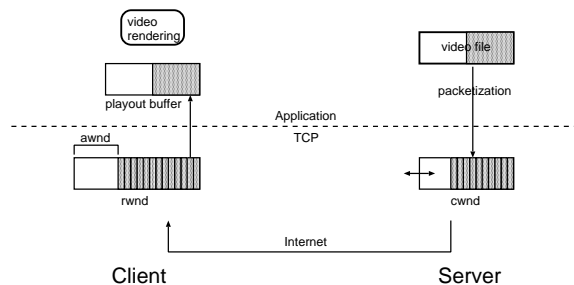 video
rendering
video file
playout buffer
packetization
Application
TCP
awnd
rwnd
cwnd
Internet
Client
Server